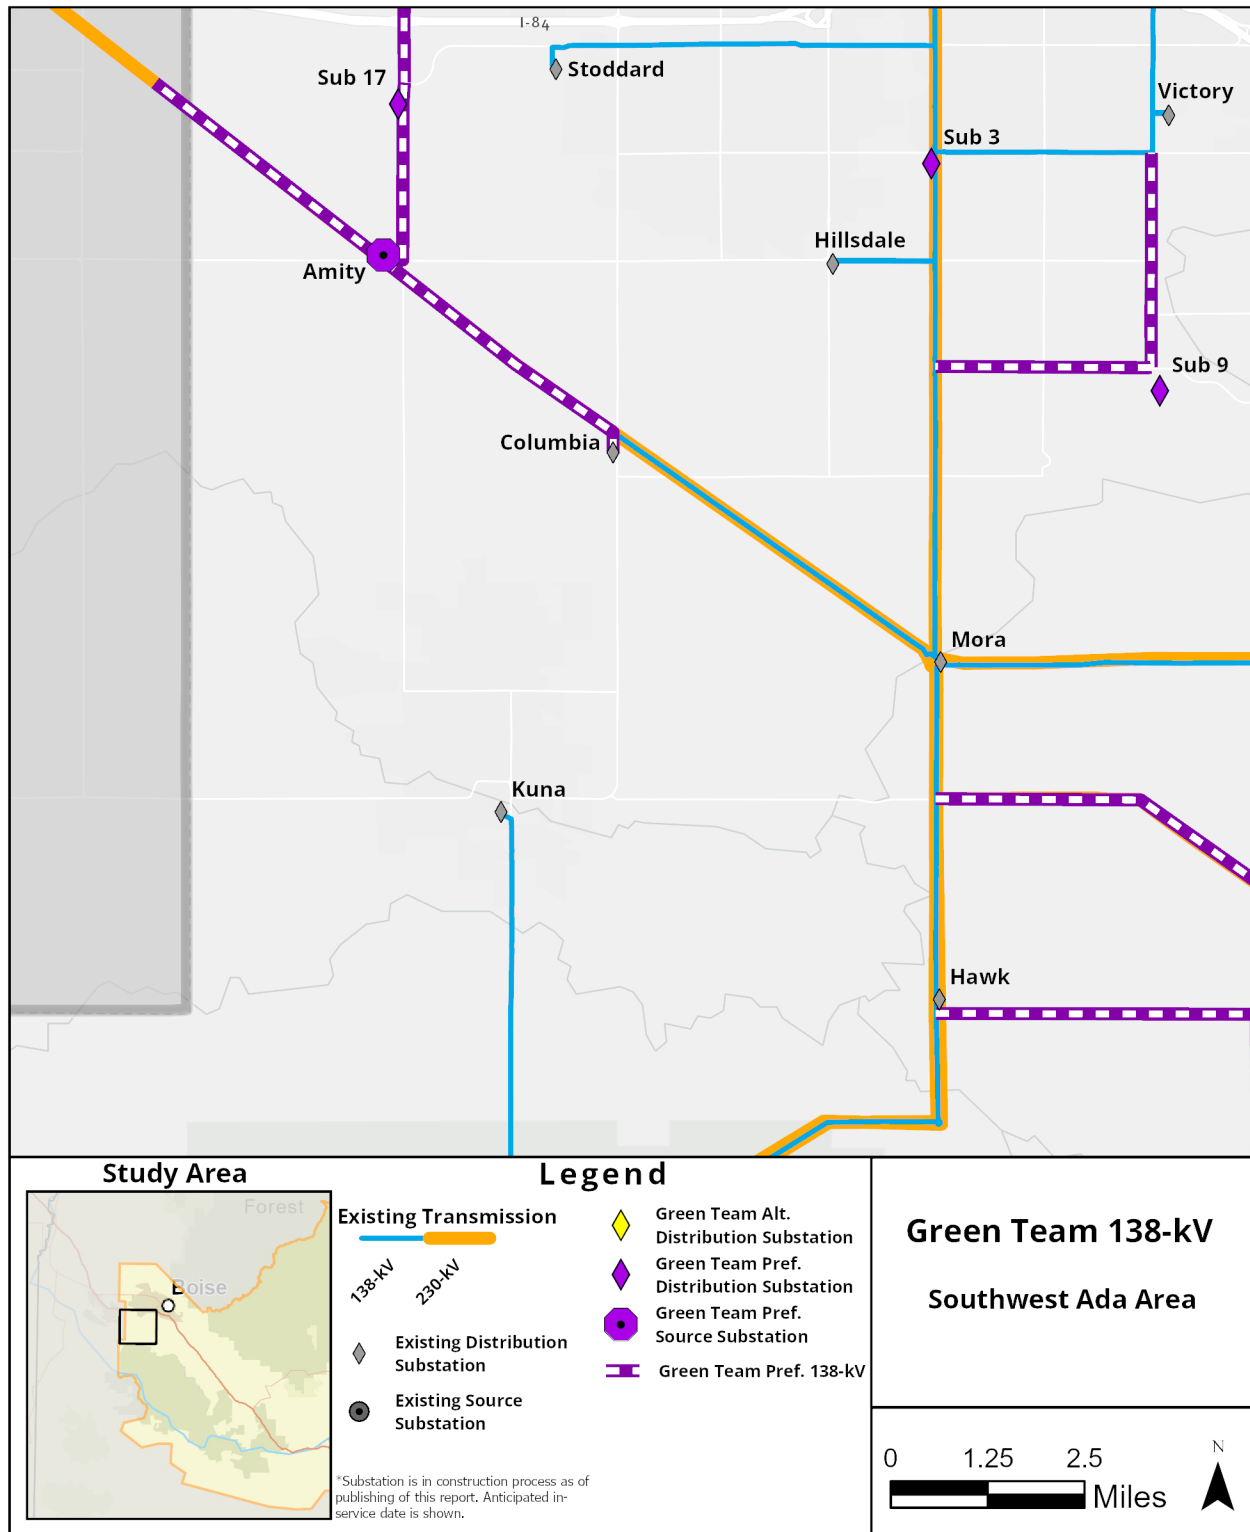 I-84
Stoddard
Sub 17
Victory
Sub 3
Hillsdale
Amity
Sub 9
Columbia
Mora
Kuna
Hawk
Study Area
Forest
Boise
Legend
Existing Transmission
138-kV
230-kV
Existing Distribution
Substation
Existing Source
Substation
Green Team Alt.
Distribution Substation
Green Team Pref.
Distribution Substation
Green Team Pref.
Source Substation
Green Team Pref. 138-kV
*Substation is in construction process as of
publishing of this report. Anticipated in-
service date is shown.
Green Team 138-kV
Southwest Ada Area
0 1.25 2.5
Miles
N